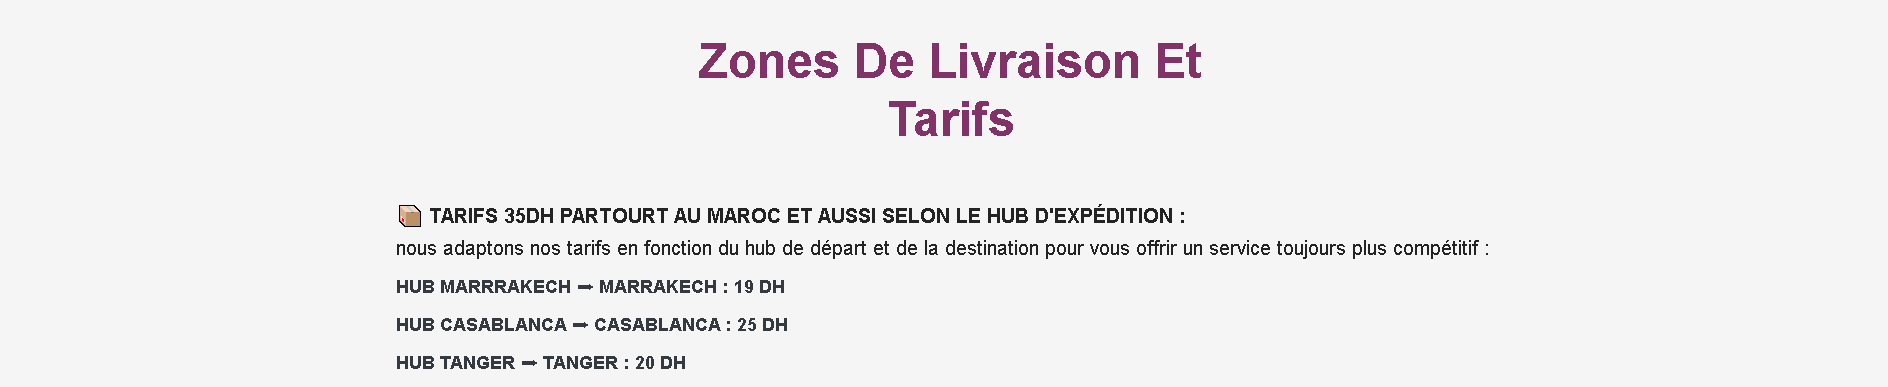 Zones De Livraison Et
Tarifs
TARIFS 35DH PARTOURT AU MAROC ET AUSSI SELON LE HUB D'EXPÉDITION :
nous adaptons nos tarifs en fonction du hub de départ et de la destination pour vous offrir un service toujours plus compétitif :
HUB MARRRAKECH ➡ MARRAKECH : 19 DH
HUB CASABLANCA ➡ CASABLANCA : 25 DH
HUB TANGER ➡ TANGER : 20 DH